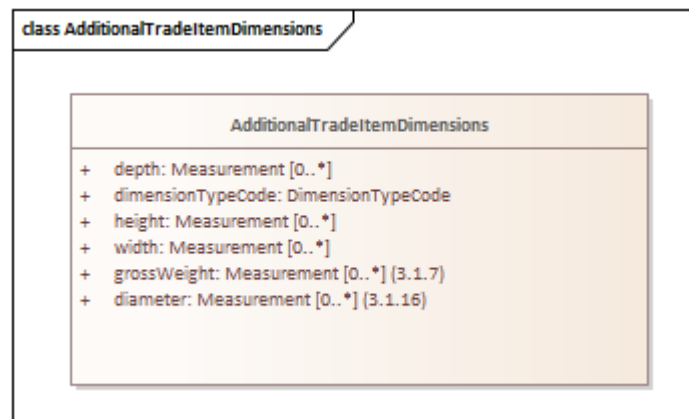 class AdditionalTradeItemDimensions
AdditionalTradeItemDimensions
+ depth: Measurement [0..*]
+ dimensionTypeCode: DimensionTypeCode
+ height: Measurement [0..*]
+ width: Measurement [0..*]
+ grossWeight: Measurement [0..*] (3.1.7)
+ diameter: Measurement [0..*] (3.1.16)